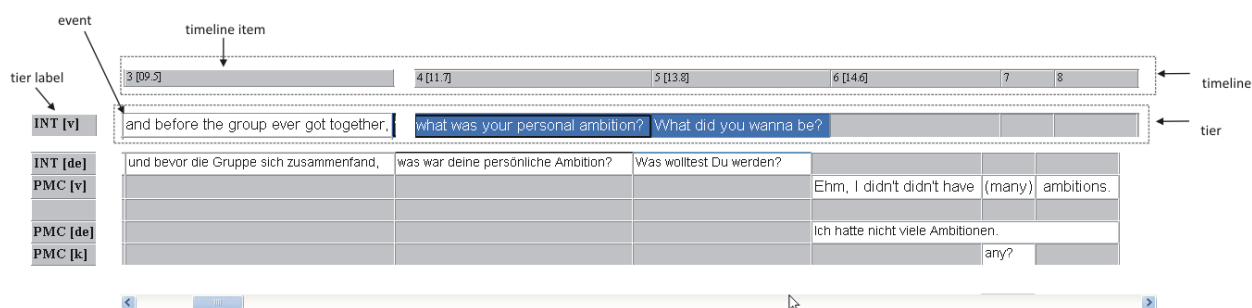 event
timeline item
tier label
3 [09.5] 4 [11.7] 5 [13.8] 6 [14.6] 7 8
timeline
INT [v] and before the group ever got together, what was your personal ambition? What did you wanna be?
tier
INT [de] und bevor die Gruppe sich zusammenfand, was war deine persönliche Ambition? Was wolltest Du werden?
PMC [v] Ehm, I didn't didn't have (many) ambitions.
PMC [de] Ich hatte nicht viele Ambitionen.
PMC [k] any?